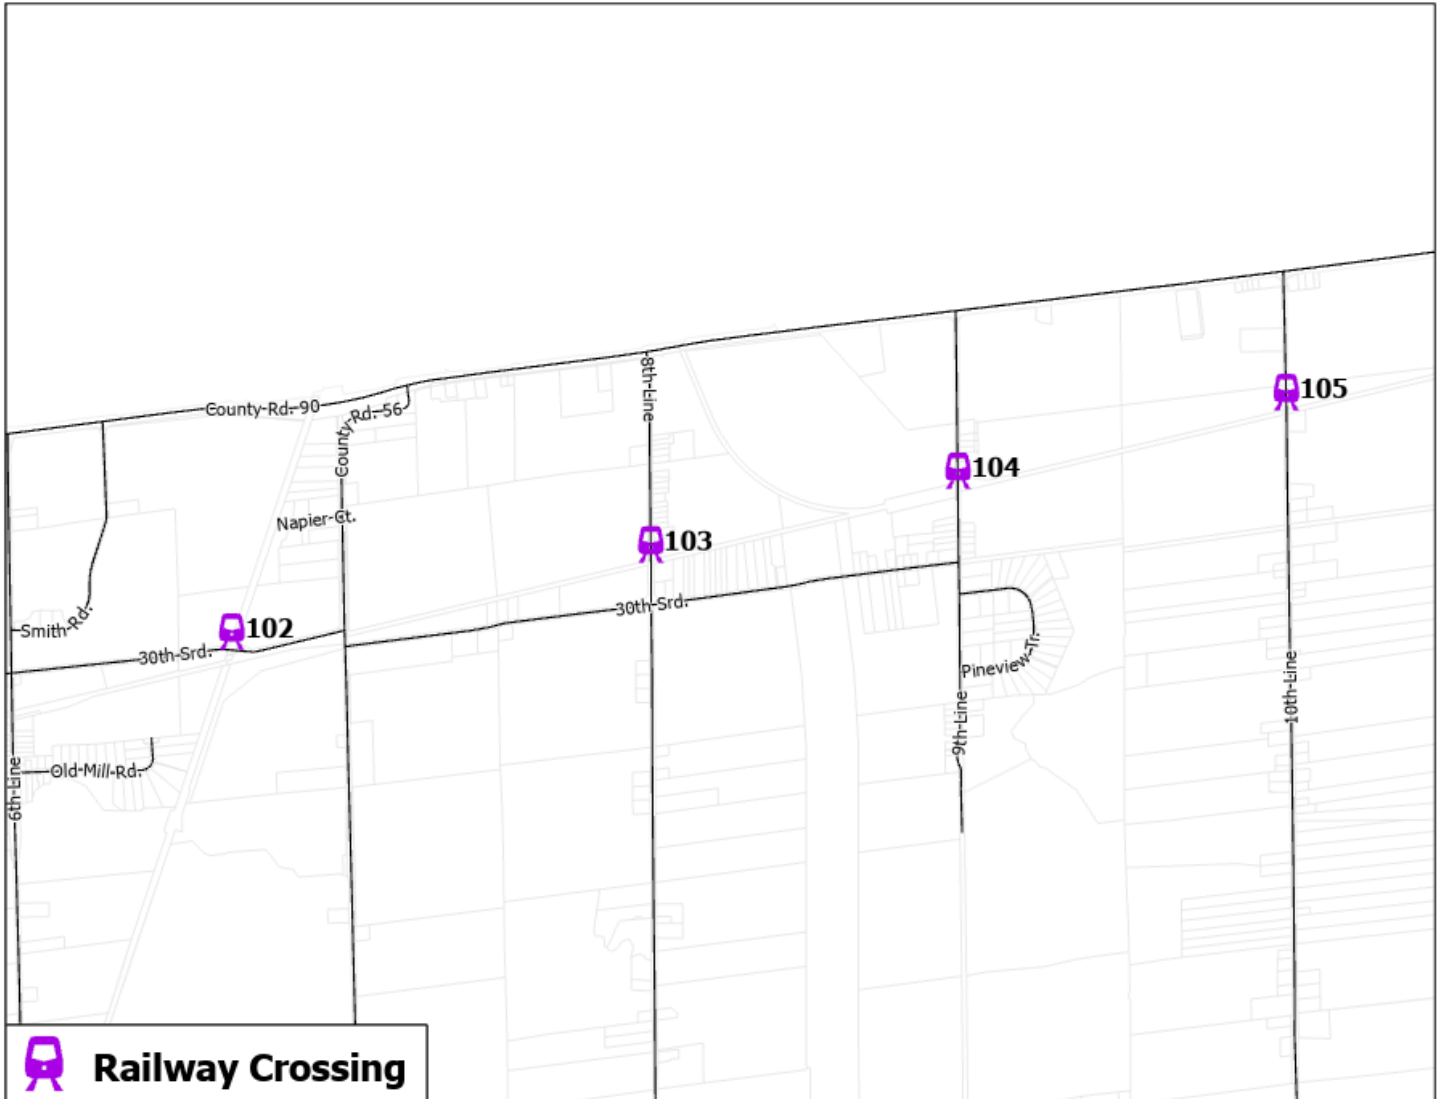 105
8th-Line
County-Rd.-90
County-Rd.-56
104
Napier-Ct.
103
30th-Srd.
Smith-Rd.
102
30th-Srd.
Pineview-Tr.
10th-Line
9th-Line
Old-Mill-Rd.
6th-Line
Railway Crossing